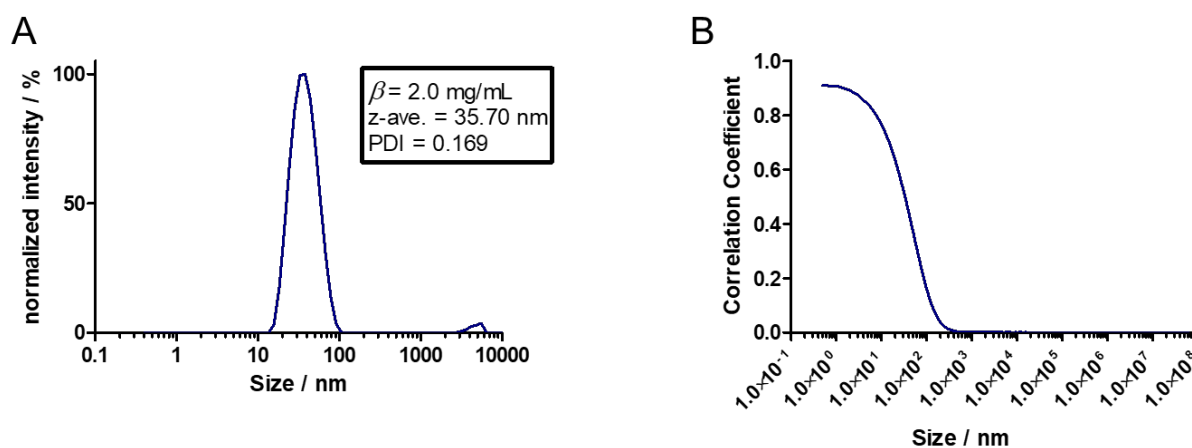 A
normalized intensity / %
100
50
0
β = 2.0 mg/mL
z-ave. = 35.70 nm
PDI = 0.169
0.1 1 10 100 1000 10000
Size / nm
B
Correlation Coefficient
1.0
0.8
0.6
0.4
0.2
0.0
1.0×10⁻¹ 1.0×10⁰ 1.0×10¹ 1.0×10² 1.0×10³ 1.0×10⁴ 1.0×10⁵ 1.0×10⁶ 1.0×10⁷ 1.0×10⁸
Size / nm